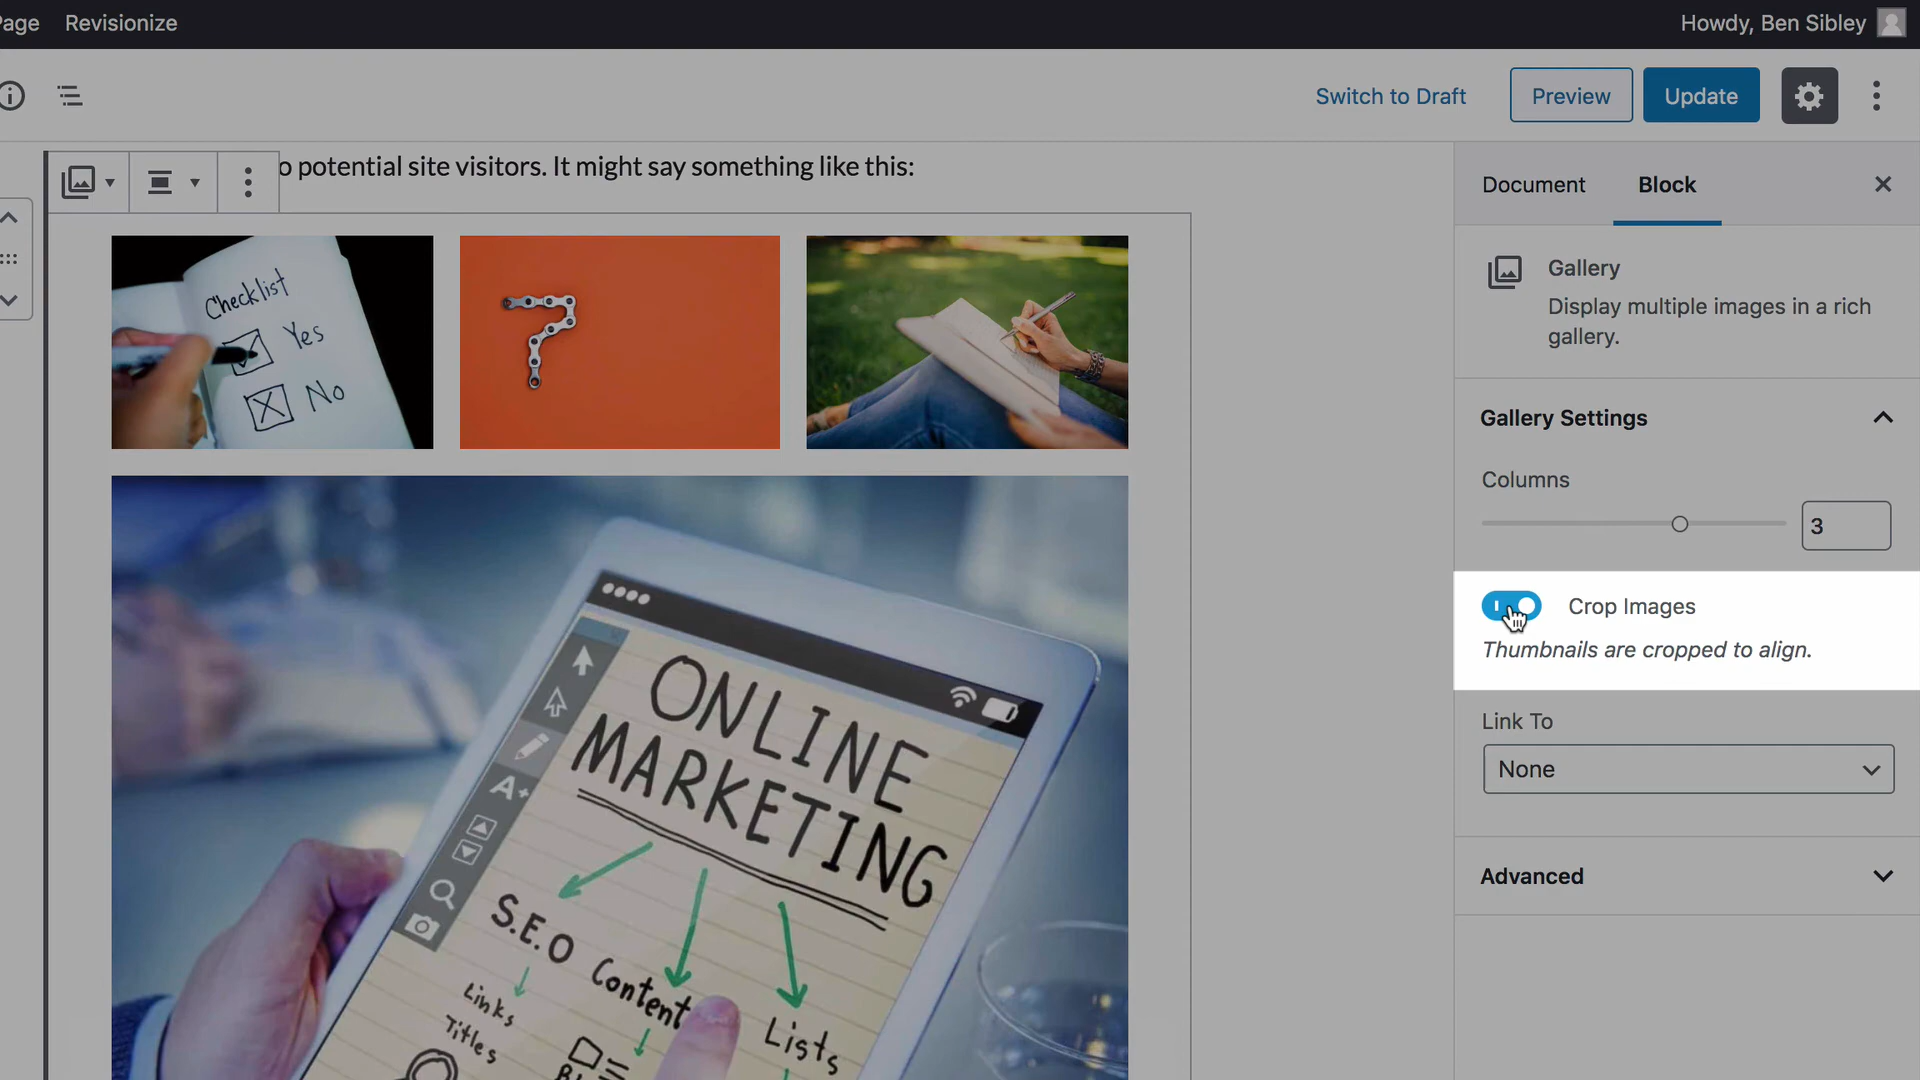 Page Revisionize Howdy, Ben Sibley
Switch to Draft Preview Update
o potential site visitors. It might say something like this:
Document Block
Gallery
Display multiple images in a rich
gallery.
Checklist
Yes
No
Gallery Settings
Columns
3
Crop Images
Thumbnails are cropped to align.
Link To
None
Advanced
ONLINE
MARKETING
A+
S.E.O Content Lists
Links
Titles